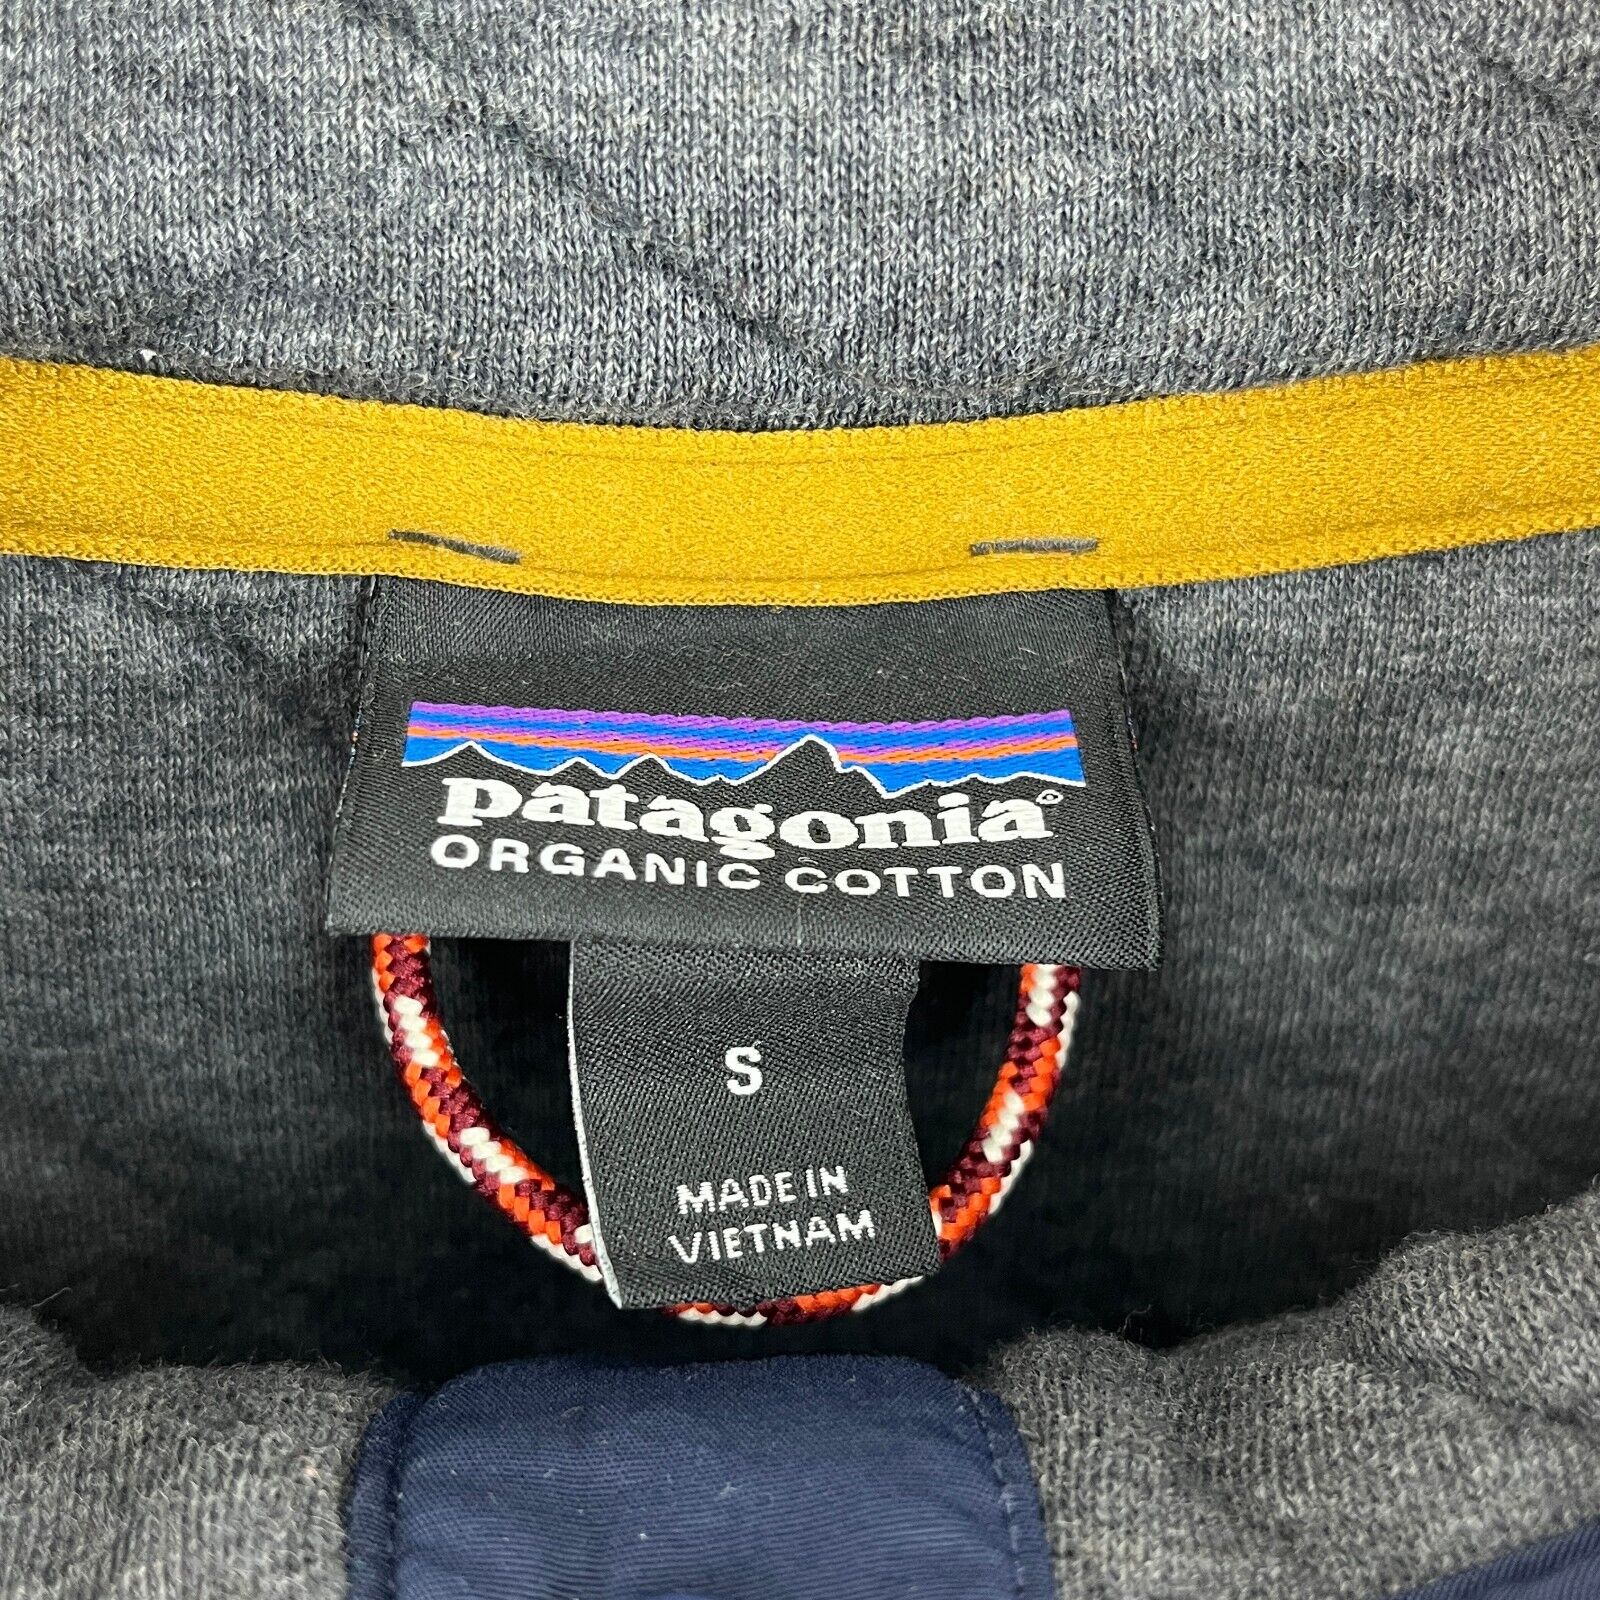 patagonia®
ORGANIC COTTON
S
MADE IN
VIETNAM